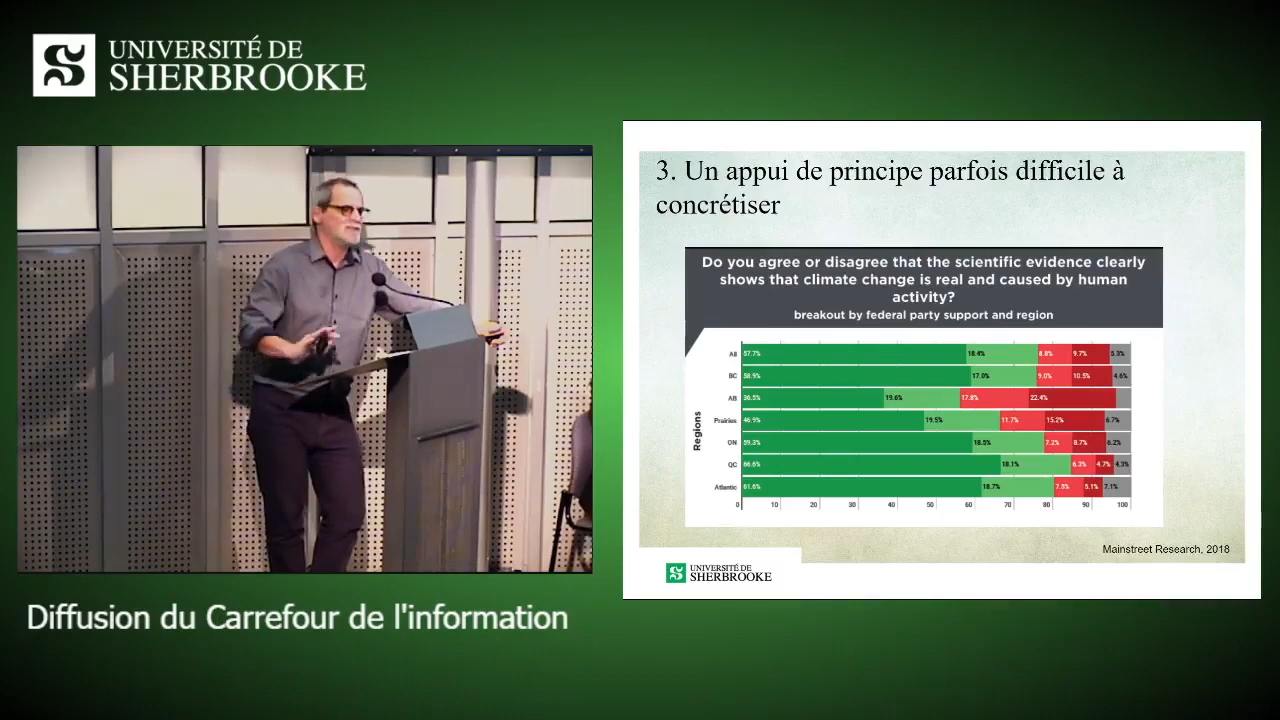 UNIVERSITÉ DE
SHERBROOKE
3. Un appui de principe parfois difficile à
concrétiser
Do you agree or disagree that the scientific evidence clearly
shows that climate change is real and caused by human
activity?
breakout by federal party support and region
Regions
All 57.7% 18.4% 8.8% 9.7% 5.3%
BC 58.9% 17.0% 9.0% 10.5% 4.6%
AB 36.5% 19.6% 17.8% 22.4%
Prairies 46.9% 19.5% 11.7% 15.2% 6.7%
ON 59.3% 18.5% 7.2% 8.7% 6.2%
QC 66.6% 18.1% 6.3% 4.7% 4.3%
Atlantic 61.6% 18.7% 7.5% 5.1% 7.1%
0 10 20 30 40 50 60 70 80 90 100
Mainstreet Research, 2018
UNIVERSITÉ DE
SHERBROOKE
Diffusion du Carrefour de l'information